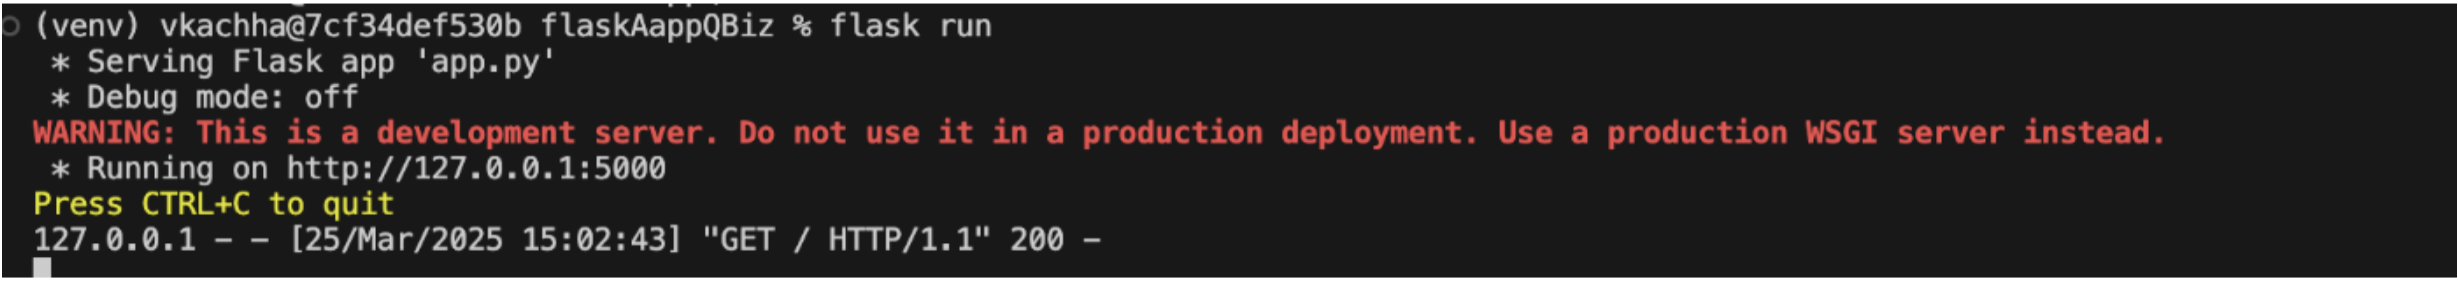 (venv) vkachha@7cf34def530b flaskAappQBiz % flask run
* Serving Flask app 'app.py'
* Debug mode: off
WARNING: This is a development server. Do not use it in a production deployment. Use a production WSGI server instead.
* Running on http://127.0.0.1:5000
Press CTRL+C to quit
127.0.0.1 - - [25/Mar/2025 15:02:43] "GET / HTTP/1.1" 200 -